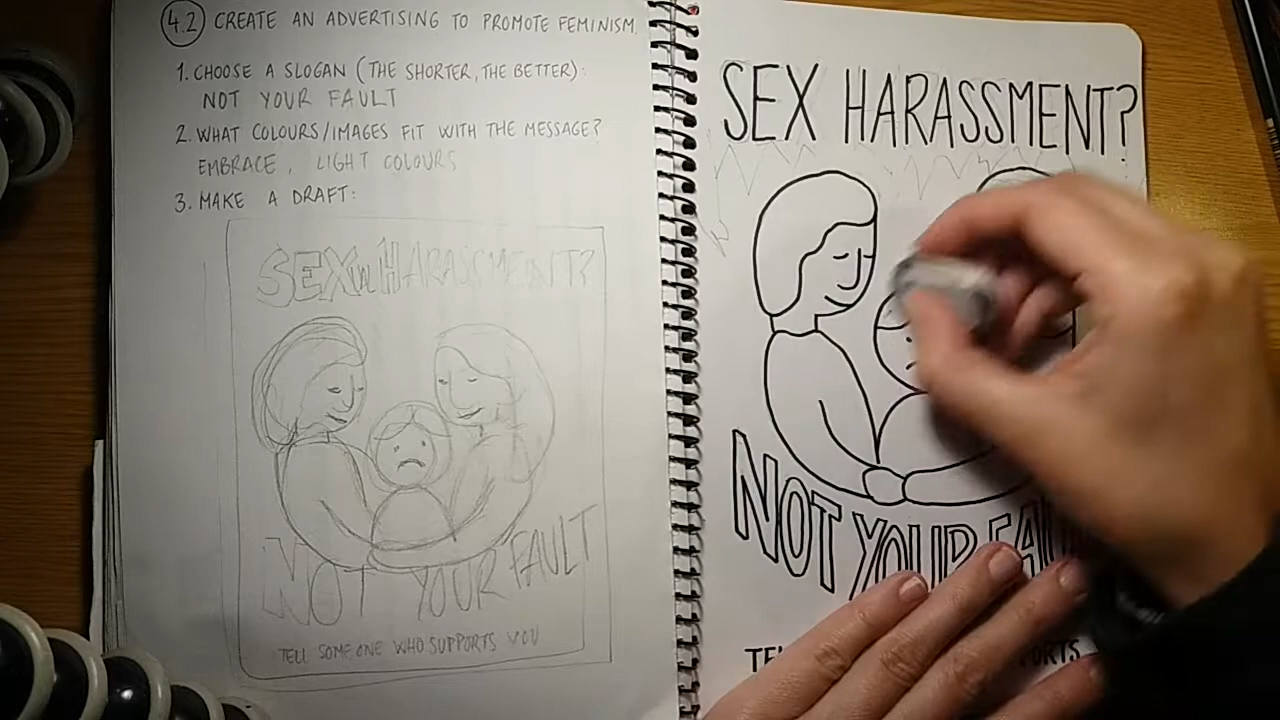 4.2 CREATE AN ADVERTISING TO PROMOTE FEMINISM.
1. CHOOSE A SLOGAN (THE SHORTER, THE BETTER):
NOT YOUR FAULT
2. WHAT COLOURS/IMAGES FIT WITH THE MESSAGE?
EMBRACE, LIGHT COLOURS
3. MAKE A DRAFT:
HARASSMENT?
NOT YOUR FAULT
TELL SOMEONE WHO SUPPORTS YOU
SEX HARASSMENT?
NOT YOUR